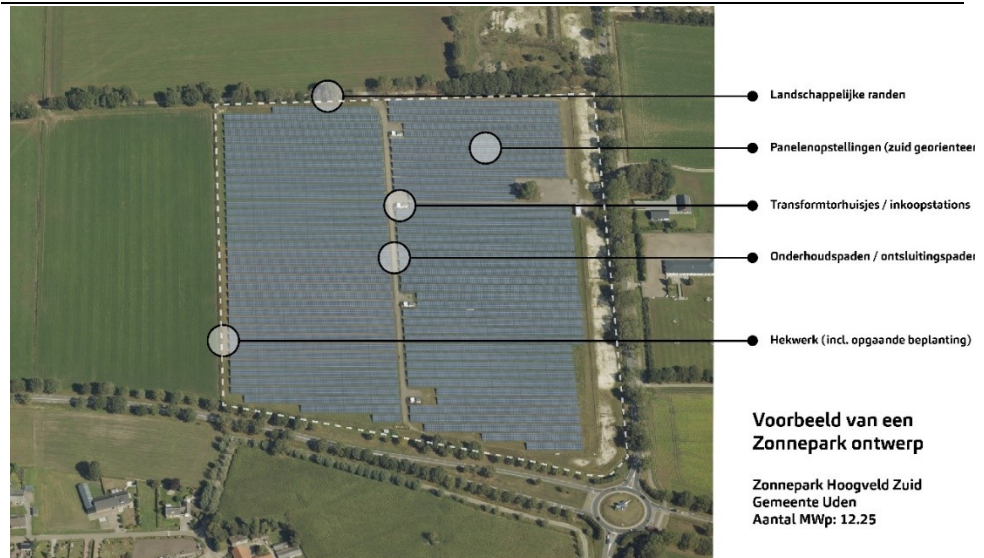 Landschappelijke randen
Panelenopstellingen (zuid georienteer
Transformtorhuisjes / inkoopstations
Onderhoudspaden / ontsluitingspaden
Hekwerk (incl. opgaande beplanting)
Voorbeeld van een
Zonnepark ontwerp
Zonnepark Hoogveld Zuid
Gemeente Uden
Aantal MWp: 12.25